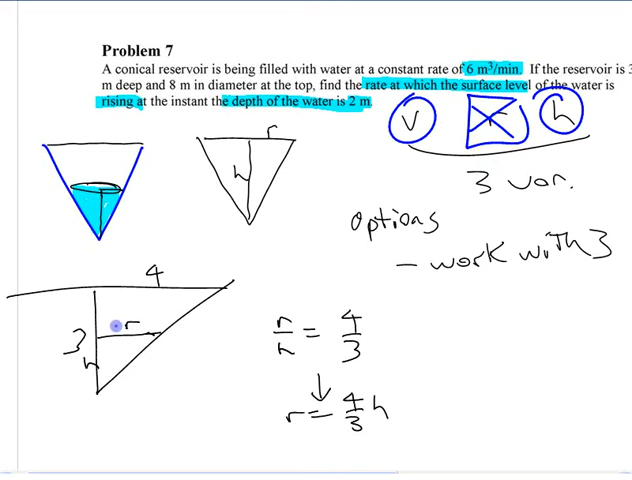 Problem 7
A conical reservoir is being filled with water at a constant rate of 6 m³/min. If the reservoir is 3
m deep and 8 m in diameter at the top, find the rate at which the surface level of the water is
rising at the instant the depth of the water is 2 m.
V r h
3 var.
r
h
options
- work with 3
4
r
3
h
r/h = 4/3
↓
r = 4/3 h